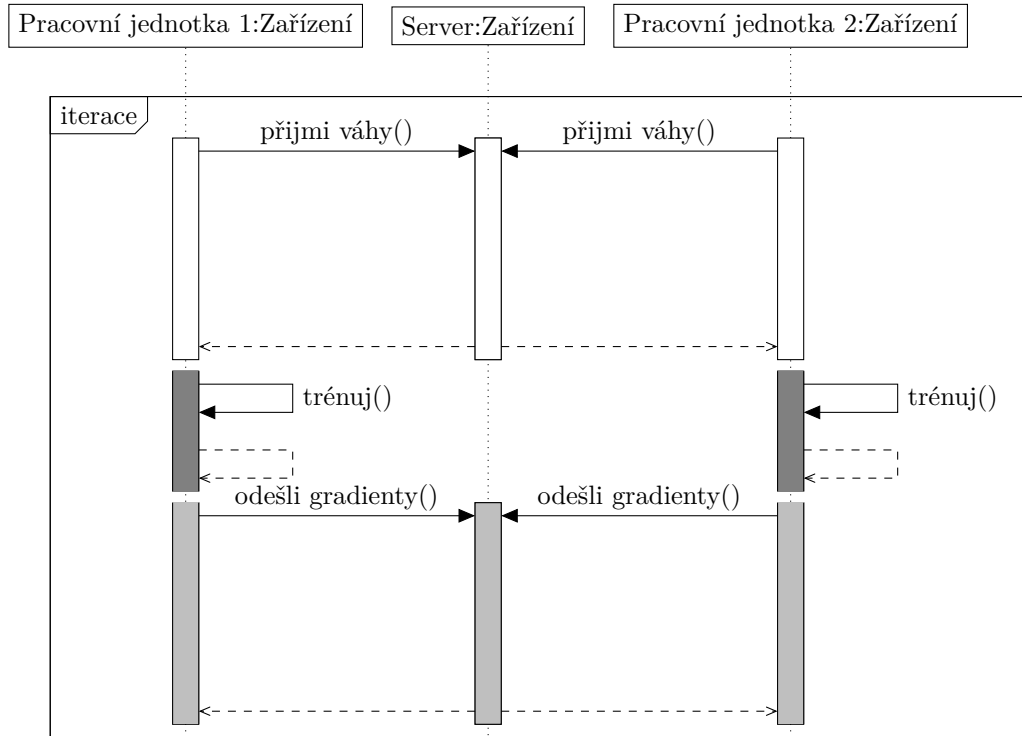 Pracovní jednotka 1:Zařízení
Server:Zařízení
Pracovní jednotka 2:Zařízení
iterace
přijmi váhy()
přijmi váhy()
trénuj()
trénuj()
odešli gradienty()
odešli gradienty()